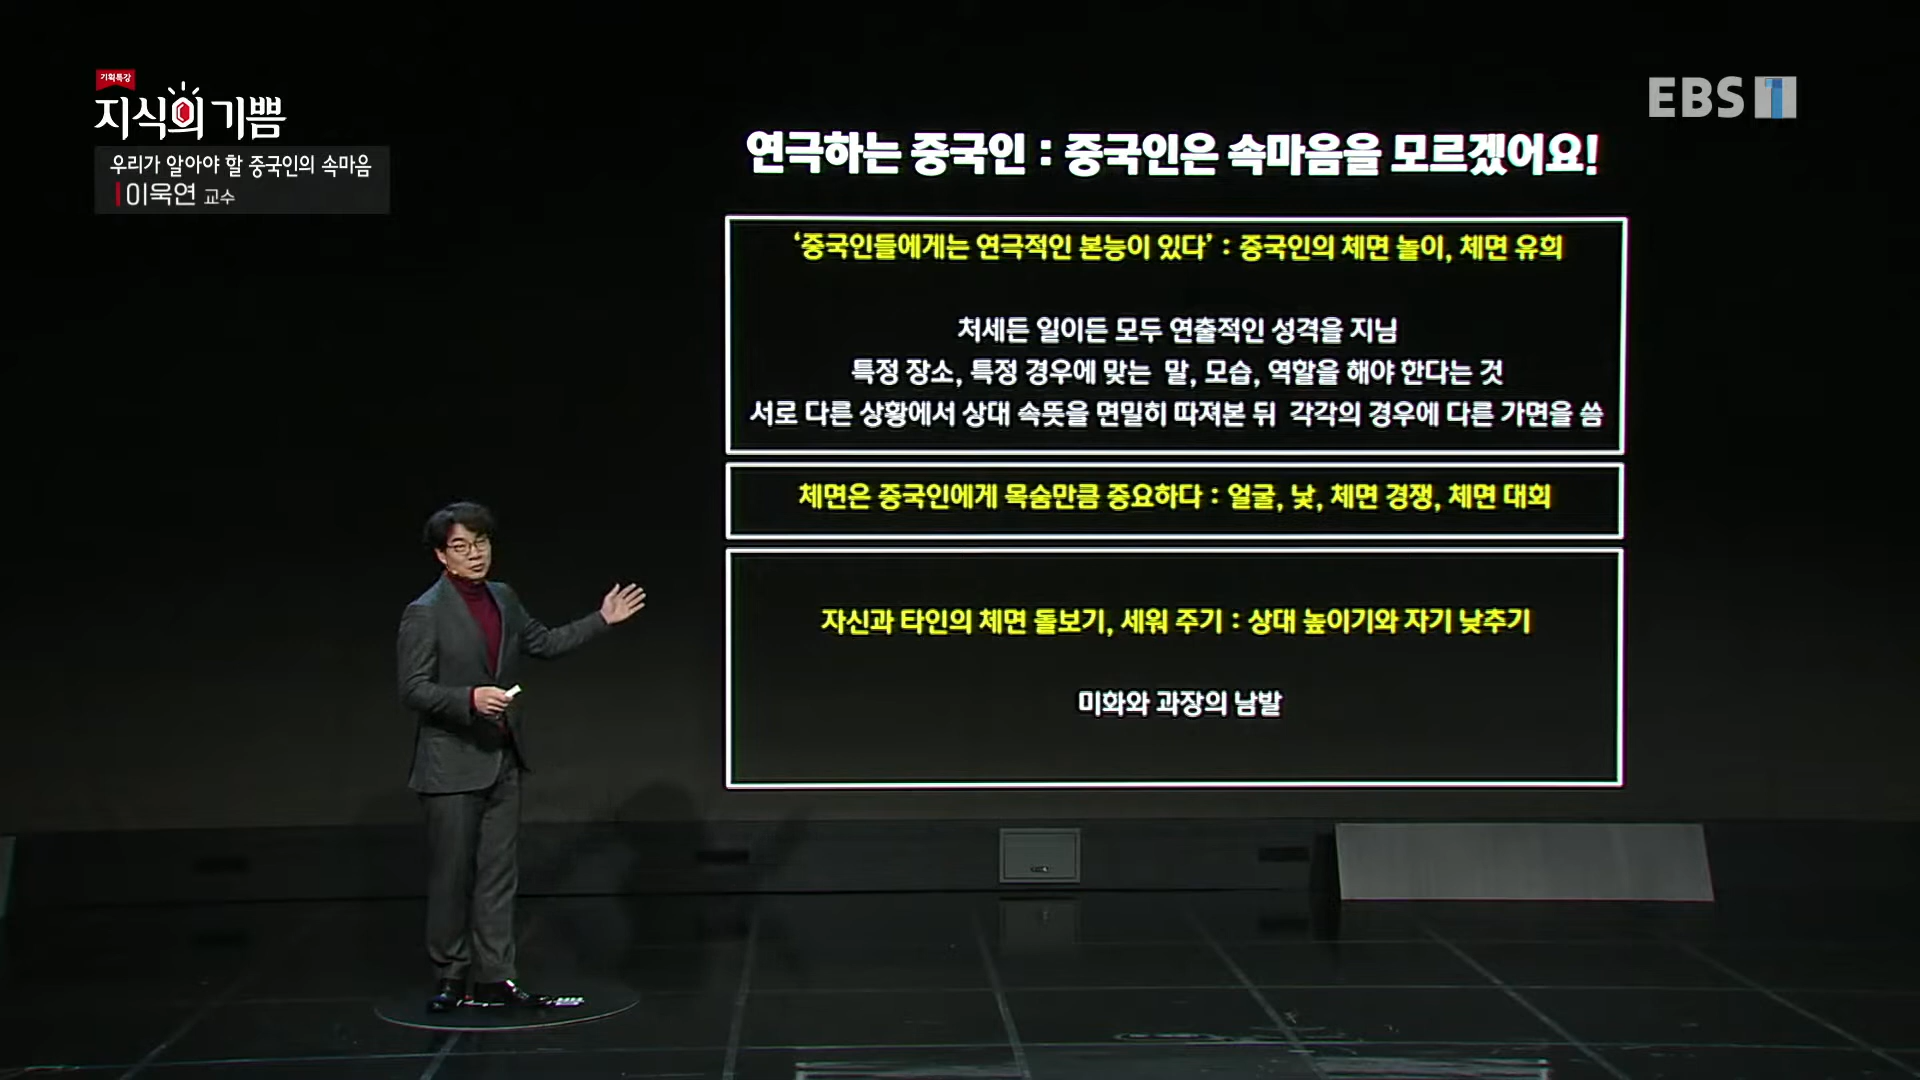 기획특강
지식의 기쁨
우리가 알아야 할 중국인의 속마음
이욱연 교수
EBS 1
연극하는 중국인 : 중국인은 속마음을 모르겠어요!
‘중국인들에게는 연극적인 본능이 있다’ : 중국인의 체면 놀이, 체면 유희
처세든 일이든 모두 연출적인 성격을 지님
특정 장소, 특정 경우에 맞는 말, 모습, 역할을 해야 한다는 것
서로 다른 상황에서 상대 속뜻을 면밀히 따져본 뒤 각각의 경우에 다른 가면을 씀
체면은 중국인에게 목숨만큼 중요하다 : 얼굴, 낯, 체면 경쟁, 체면 대회
자신과 타인의 체면 돌보기, 세워 주기 : 상대 높이기와 자기 낮추기
미화와 과장의 남발